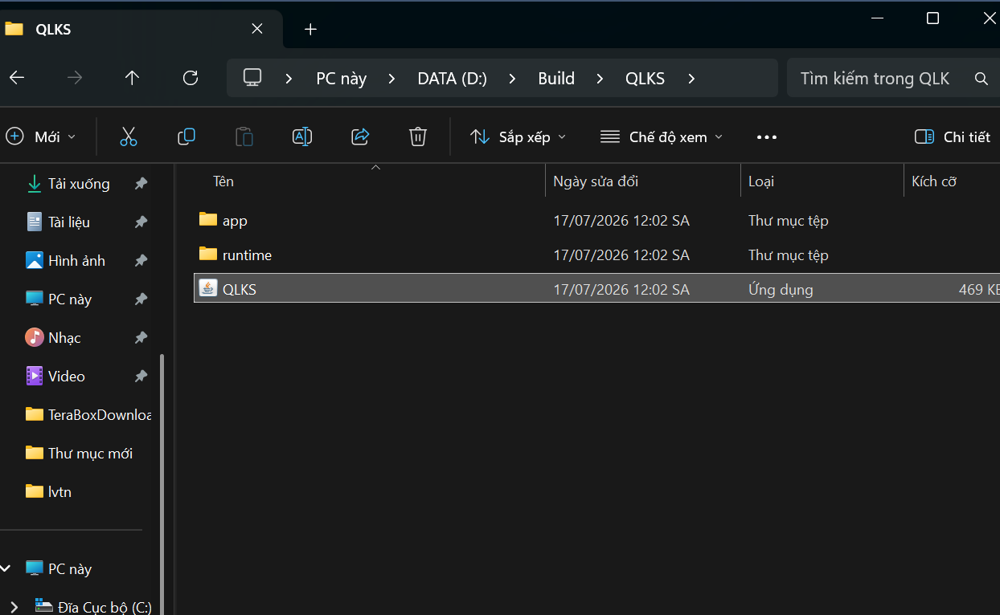 QLKS
PC này DATA (D:) Build QLKS Tìm kiếm trong QLK
Mới Sắp xếp Chế độ xem Chi tiết
Tên Ngày sửa đổi Loại Kích cỡ
app 17/07/2026 12:02 SA Thư mục tệp
runtime 17/07/2026 12:02 SA Thư mục tệp
QLKS 17/07/2026 12:02 SA Ứng dụng 469 KE
Tải xuống
Tài liệu
Hình ảnh
PC này
Nhạc
Video
TeraBoxDownloa
Thư mục mới
lvtn
PC này
Đĩa Cục bộ (C:)